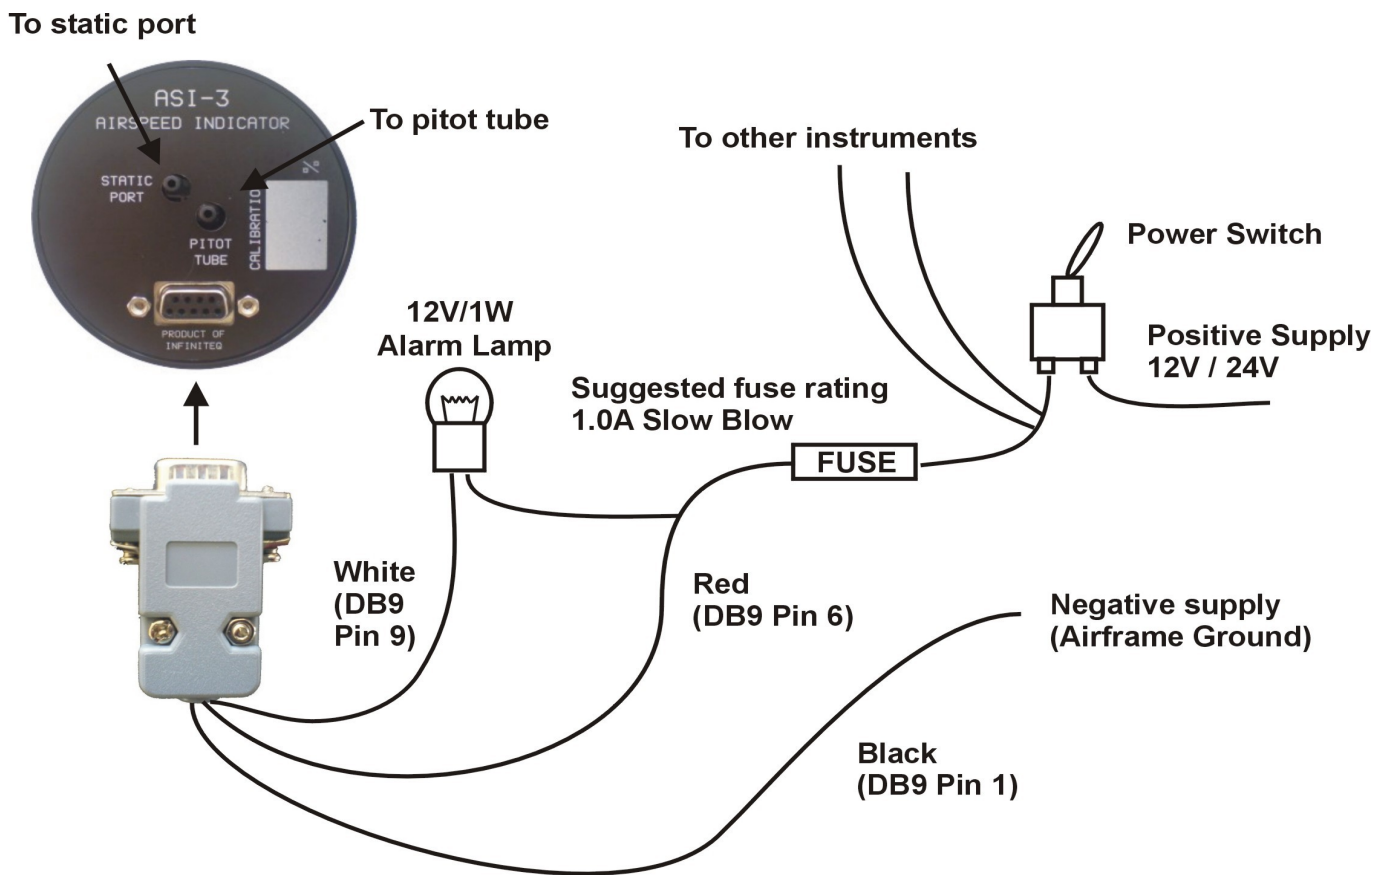 To static port
ASI-3
AIRSPEED INDICATOR
To pitot tube
%
STATIC
PORT
CALIBRATIO
PITOT
TUBE
PRODUCT OF
INFINITEQ
To other instruments
Power Switch
Positive Supply
12V / 24V
12V/1W
Alarm Lamp
Suggested fuse rating
1.0A Slow Blow
FUSE
White
(DB9
Pin 9)
Red
(DB9 Pin 6)
Negative supply
(Airframe Ground)
Black
(DB9 Pin 1)